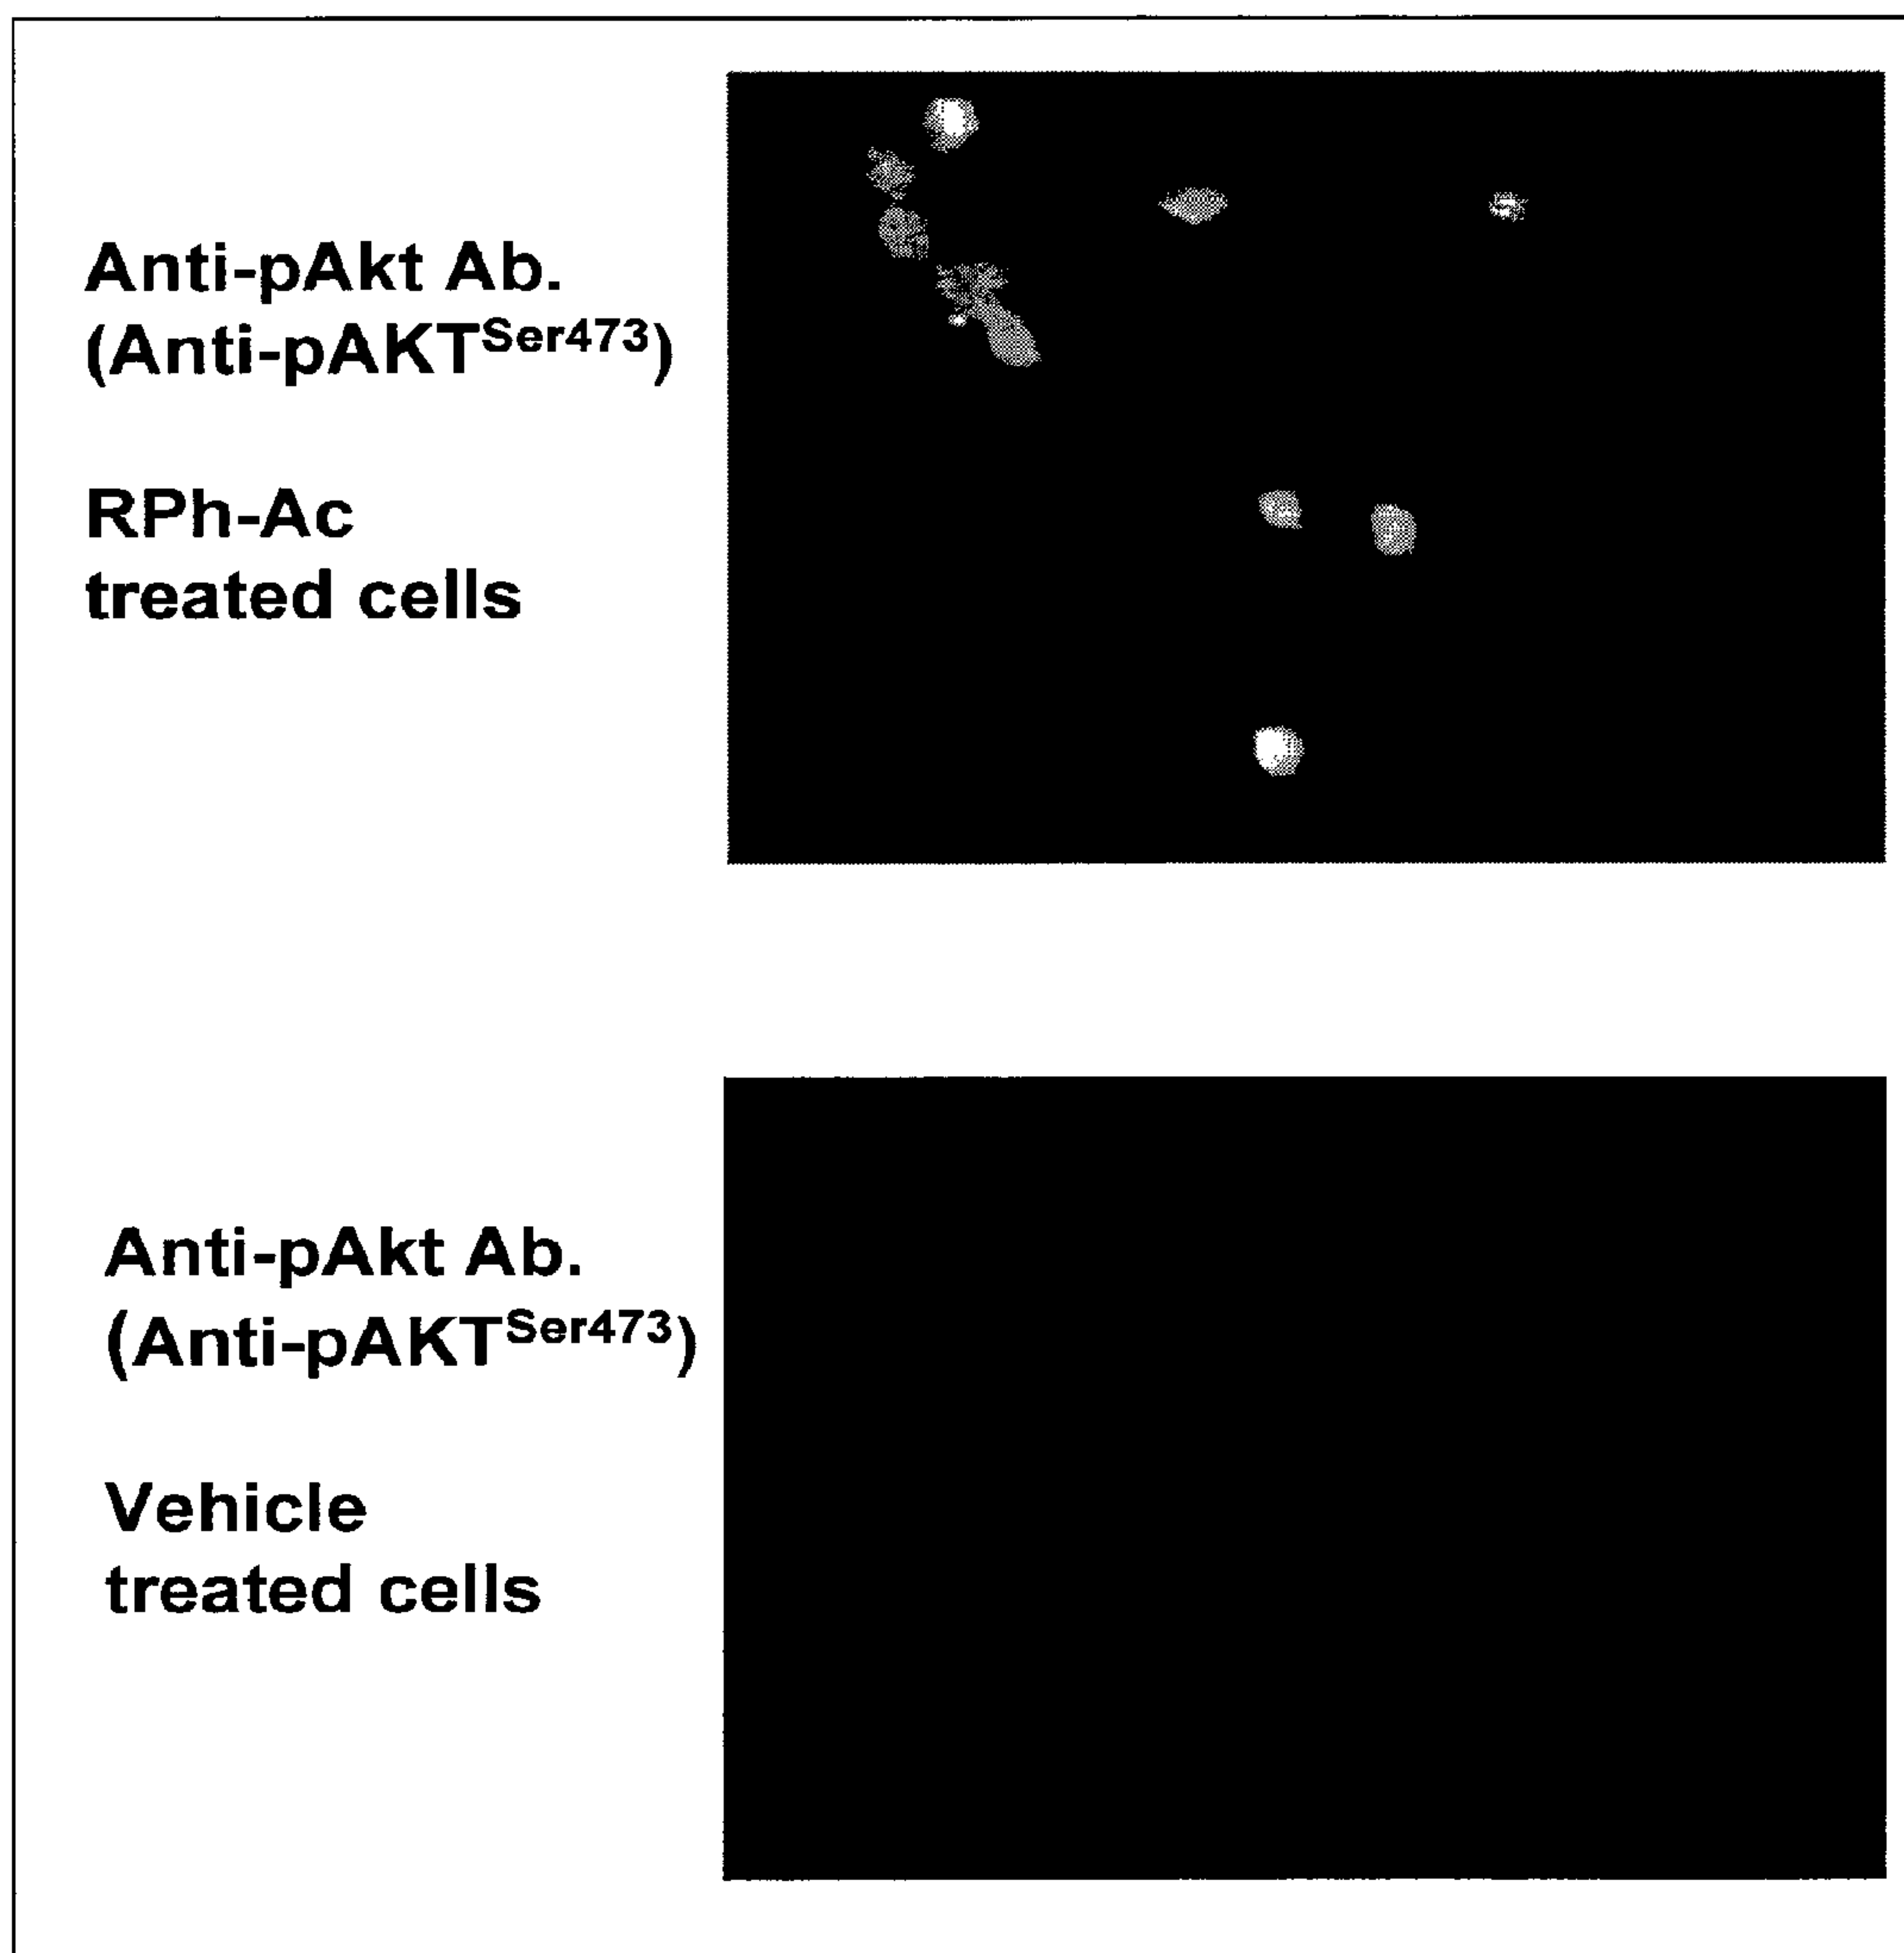 Anti-pAkt Ab.
(Anti-pAKTSer473)
RPh-Ac
treated cells
Anti-pAkt Ab.
(Anti-pAKTSer473)
Vehicle
treated cells